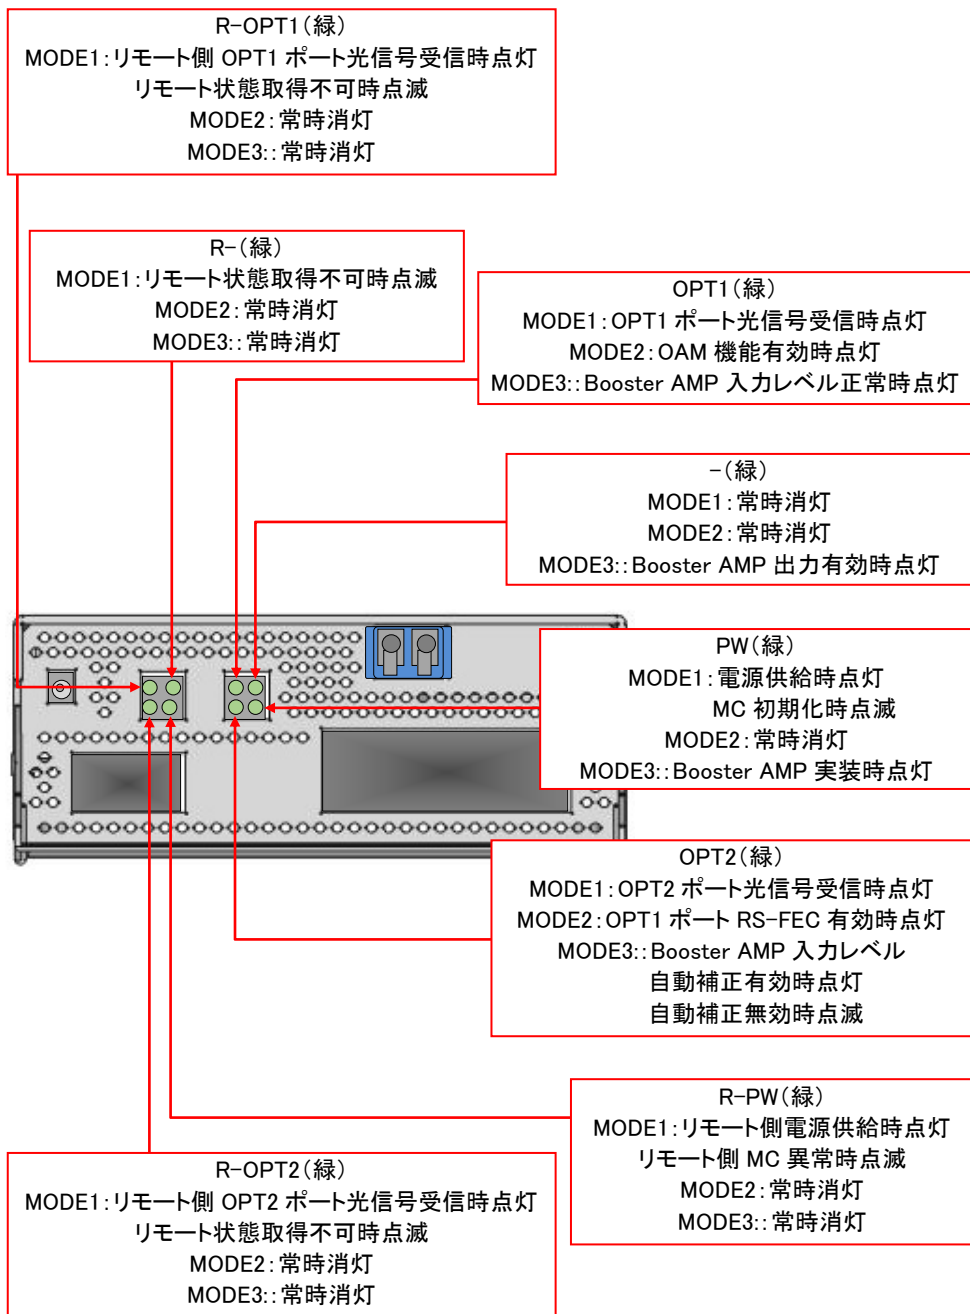 R-OPT1(緑)
MODE1:リモート側 OPT1 ポート光信号受信時点灯
リモート状態取得不可時点滅
MODE2:常時消灯
MODE3::常時消灯
R-(緑)
MODE1:リモート状態取得不可時点滅
MODE2:常時消灯
MODE3::常時消灯
OPT1(緑)
MODE1:OPT1 ポート光信号受信時点灯
MODE2:OAM 機能有効時点灯
MODE3::Booster AMP 入力レベル正常時点灯
-(緑)
MODE1:常時消灯
MODE2:常時消灯
MODE3::Booster AMP 出力有効時点灯
PW(緑)
MODE1:電源供給時点灯
MC 初期化時点滅
MODE2:常時消灯
MODE3::Booster AMP 実装時点灯
OPT2(緑)
MODE1:OPT2 ポート光信号受信時点灯
MODE2:OPT1 ポート RS-FEC 有効時点灯
MODE3::Booster AMP 入力レベル
自動補正有効時点灯
自動補正無効時点滅
R-PW(緑)
MODE1:リモート側電源供給時点灯
リモート側 MC 異常時点滅
MODE2:常時消灯
MODE3::常時消灯
R-OPT2(緑)
MODE1:リモート側 OPT2 ポート光信号受信時点灯
リモート状態取得不可時点滅
MODE2:常時消灯
MODE3::常時消灯